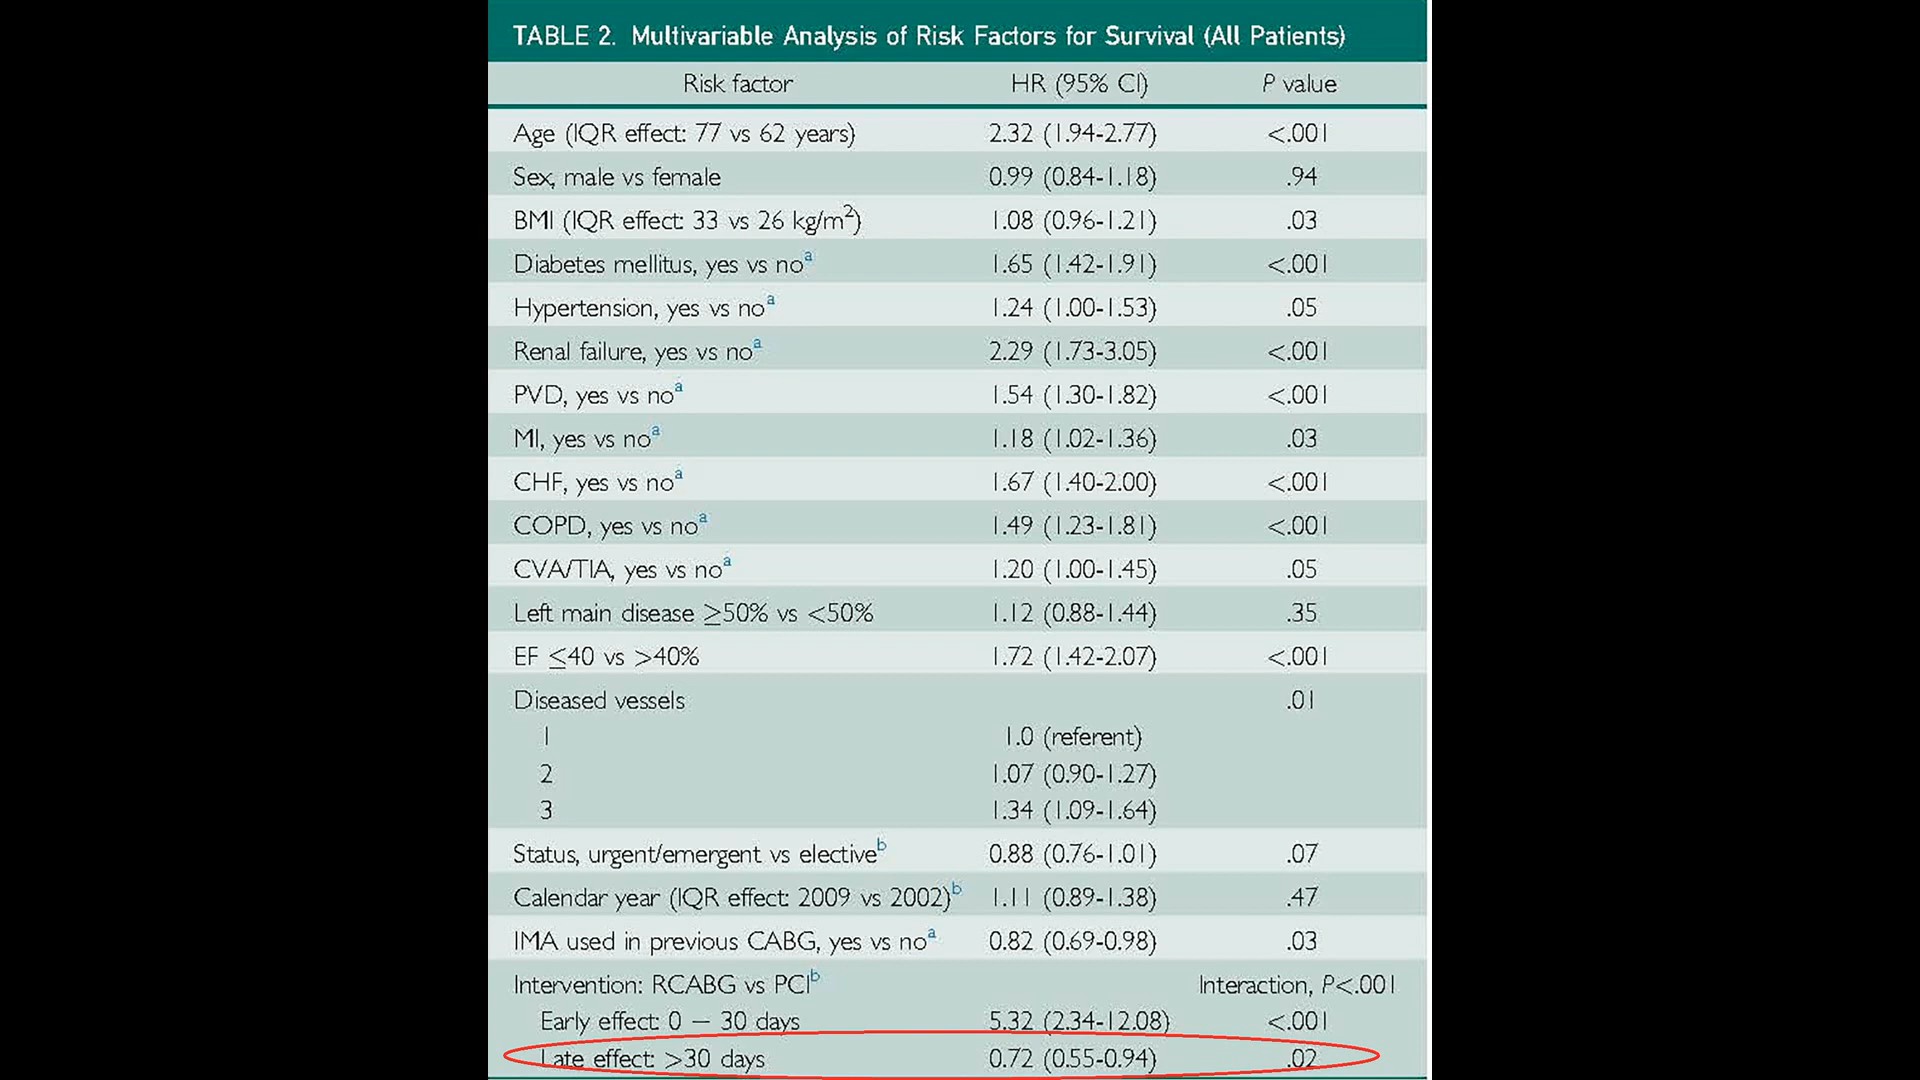 TABLE 2. Multivariable Analysis of Risk Factors for Survival (All Patients)
Risk factor HR (95% CI) P value
Age (IQR effect: 77 vs 62 years) 2.32 (1.94-2.77) <.001
Sex, male vs female 0.99 (0.84-1.18) .94
BMI (IQR effect: 33 vs 26 kg/m²) 1.08 (0.96-1.21) .03
Diabetes mellitus, yes vs noᵃ 1.65 (1.42-1.91) <.001
Hypertension, yes vs noᵃ 1.24 (1.00-1.53) .05
Renal failure, yes vs noᵃ 2.29 (1.73-3.05) <.001
PVD, yes vs noᵃ 1.54 (1.30-1.82) <.001
MI, yes vs noᵃ 1.18 (1.02-1.36) .03
CHF, yes vs noᵃ 1.67 (1.40-2.00) <.001
COPD, yes vs noᵃ 1.49 (1.23-1.81) <.001
CVA/TIA, yes vs noᵃ 1.20 (1.00-1.45) .05
Left main disease ≥50% vs <50% 1.12 (0.88-1.44) .35
EF ≤40 vs >40% 1.72 (1.42-2.07) <.001
Diseased vessels .01
1 1.0 (referent)
2 1.07 (0.90-1.27)
3 1.34 (1.09-1.64)
Status, urgent/emergent vs electiveᵇ 0.88 (0.76-1.01) .07
Calendar year (IQR effect: 2009 vs 2002)ᵇ 1.11 (0.89-1.38) .47
IMA used in previous CABG, yes vs noᵃ 0.82 (0.69-0.98) .03
Intervention: RCABG vs PCIᵇ Interaction, P<.001
Early effect: 0 – 30 days 5.32 (2.34-12.08) <.001
Late effect: >30 days 0.72 (0.55-0.94) .02